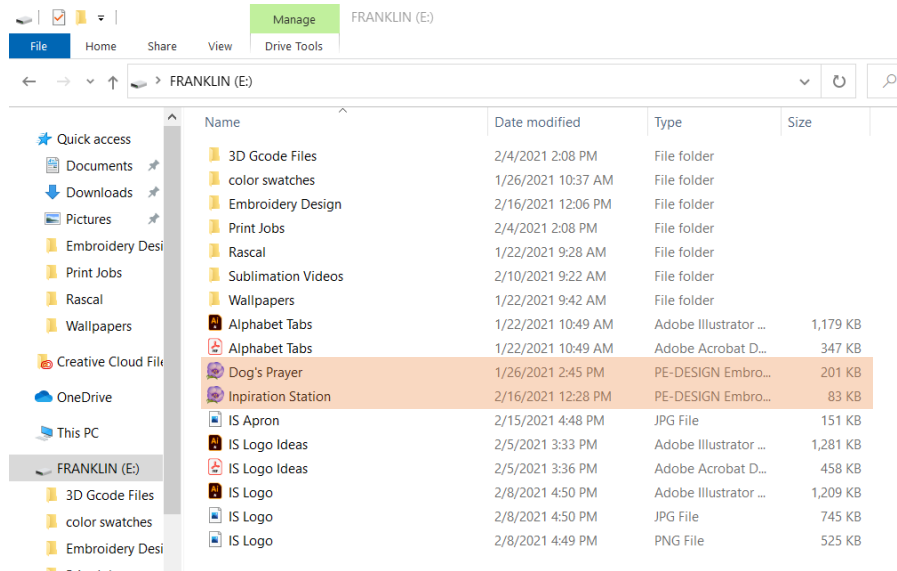 Manage
FRANKLIN (E:)
File Home Share View Drive Tools
FRANKLIN (E:)
Name Date modified Type Size
Quick access
Documents
Downloads
Pictures
Embroidery Desi
Print Jobs
Rascal
Wallpapers
Creative Cloud File
OneDrive
This PC
FRANKLIN (E:)
3D Gcode Files
color swatches
Embroidery Desi
3D Gcode Files 2/4/2021 2:08 PM File folder
color swatches 1/26/2021 10:37 AM File folder
Embroidery Design 2/16/2021 12:06 PM File folder
Print Jobs 2/4/2021 2:08 PM File folder
Rascal 1/22/2021 9:28 AM File folder
Sublimation Videos 2/10/2021 9:22 AM File folder
Wallpapers 1/22/2021 9:42 AM File folder
Alphabet Tabs 1/22/2021 10:49 AM Adobe Illustrator ... 1,179 KB
Alphabet Tabs 1/22/2021 10:49 AM Adobe Acrobat D... 347 KB
Dog's Prayer 1/26/2021 2:45 PM PE-DESIGN Embro... 201 KB
Inpiration Station 2/16/2021 12:28 PM PE-DESIGN Embro... 83 KB
IS Apron 2/15/2021 4:48 PM JPG File 151 KB
IS Logo Ideas 2/5/2021 3:33 PM Adobe Illustrator ... 1,281 KB
IS Logo Ideas 2/5/2021 3:36 PM Adobe Acrobat D... 458 KB
IS Logo 2/8/2021 4:50 PM Adobe Illustrator ... 1,209 KB
IS Logo 2/8/2021 4:50 PM JPG File 745 KB
IS Logo 2/8/2021 4:49 PM PNG File 525 KB